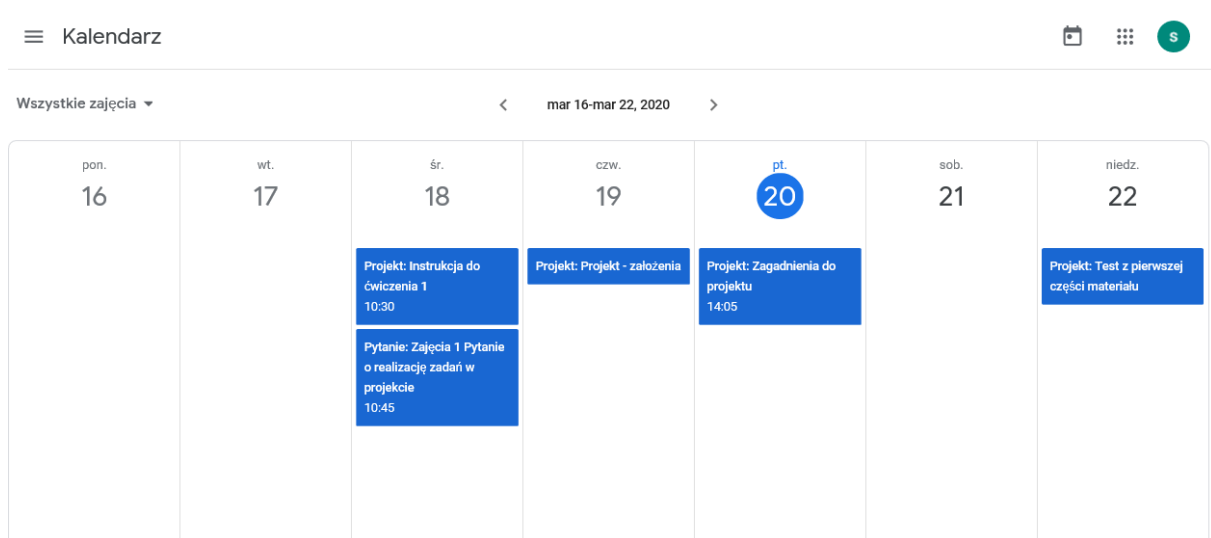 Kalendarz
S
Wszystkie zajęcia
mar 16-mar 22, 2020
pon.
16
wt.
17
śr.
18
Projekt: Instrukcja do
ćwiczenia 1
10:30
Pytanie: Zajęcia 1 Pytanie
o realizację zadań w
projekcie
10:45
czw.
19
Projekt: Projekt - założenia
pt.
20
Projekt: Zagadnienia do
projektu
14:05
sob.
21
niedz.
22
Projekt: Test z pierwszej
części materiału